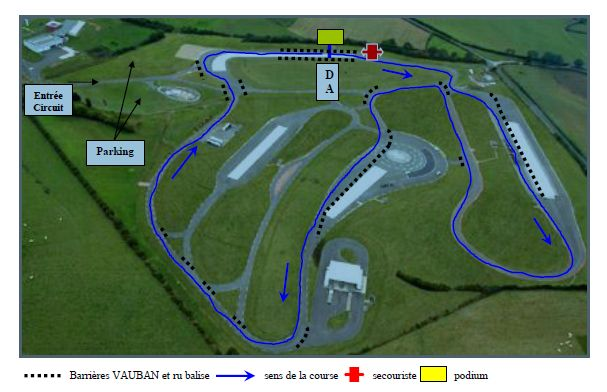 D
A
Entrée
Circuit
Parking
Barrières VAUBAN et ru balise
sens de la course
secouriste
podium